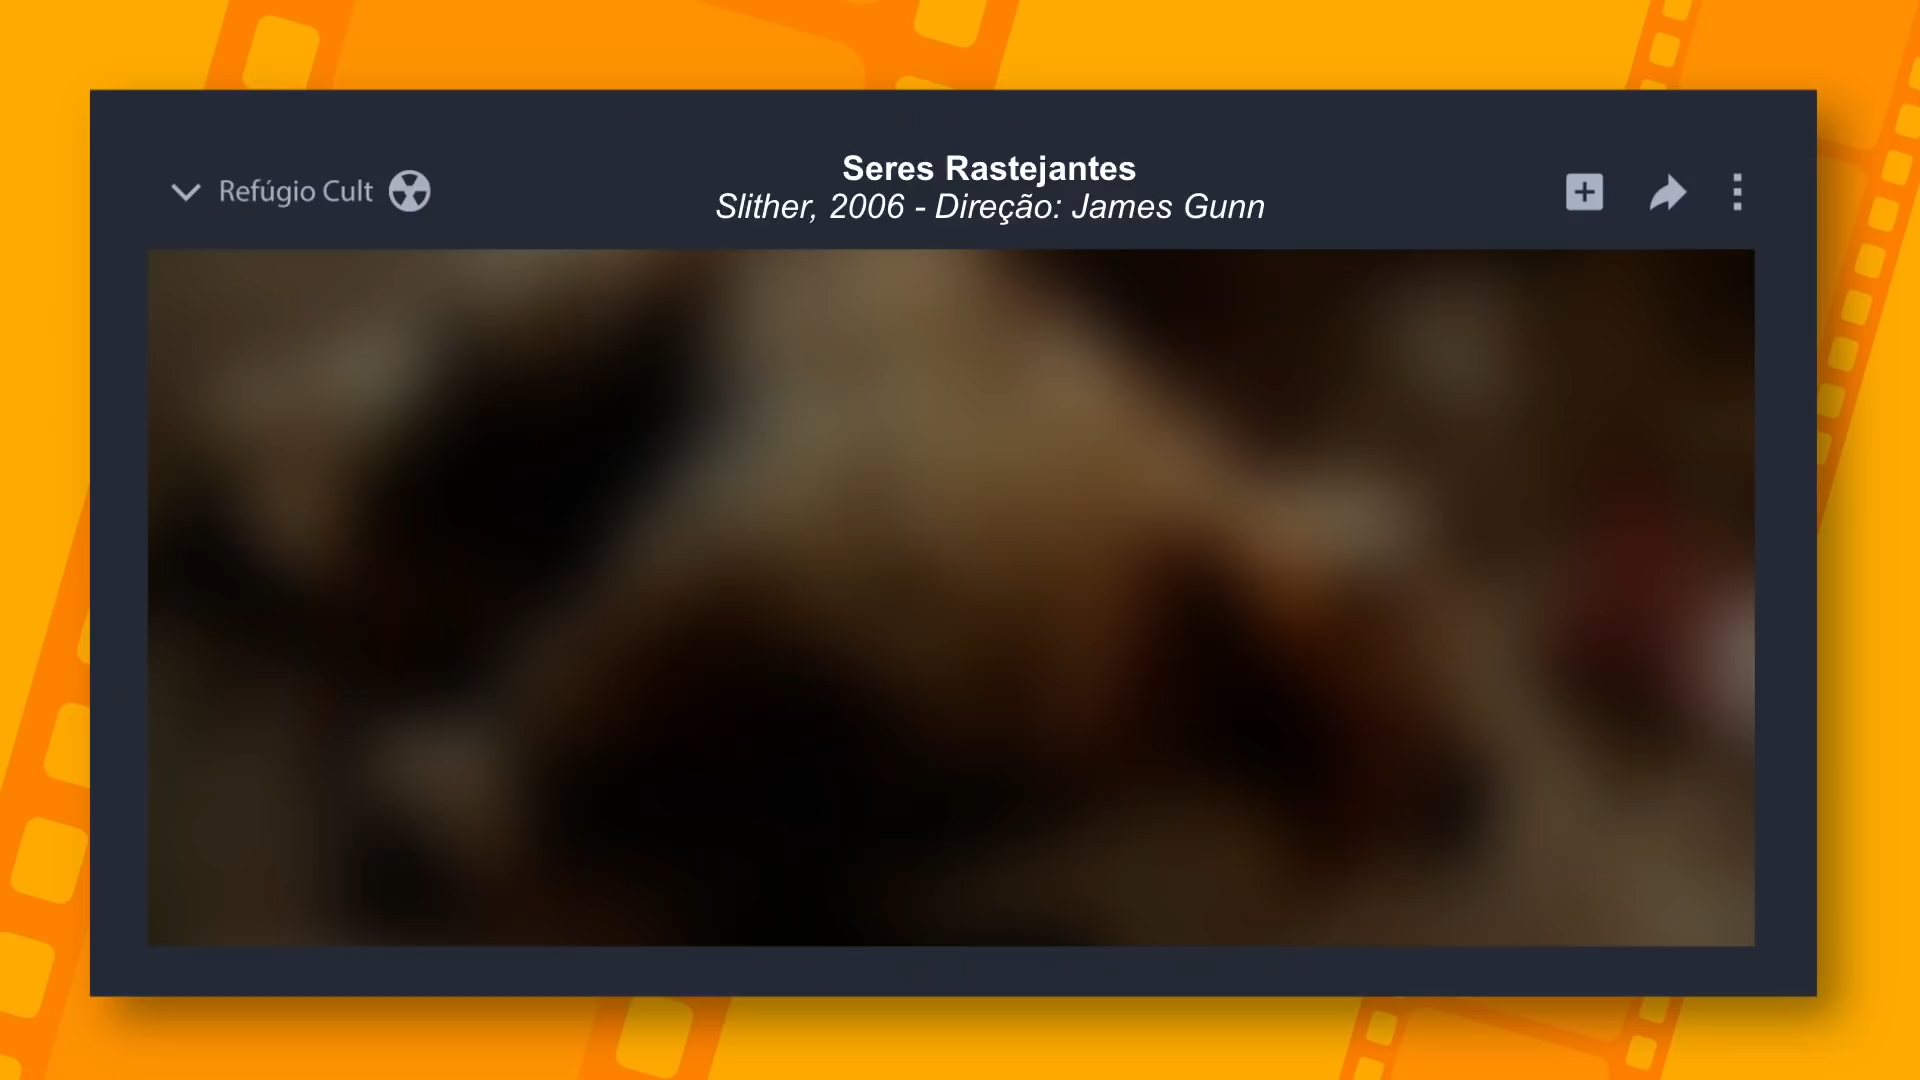 Refúgio Cult
Seres Rastejantes
Slither, 2006 - Direção: James Gunn